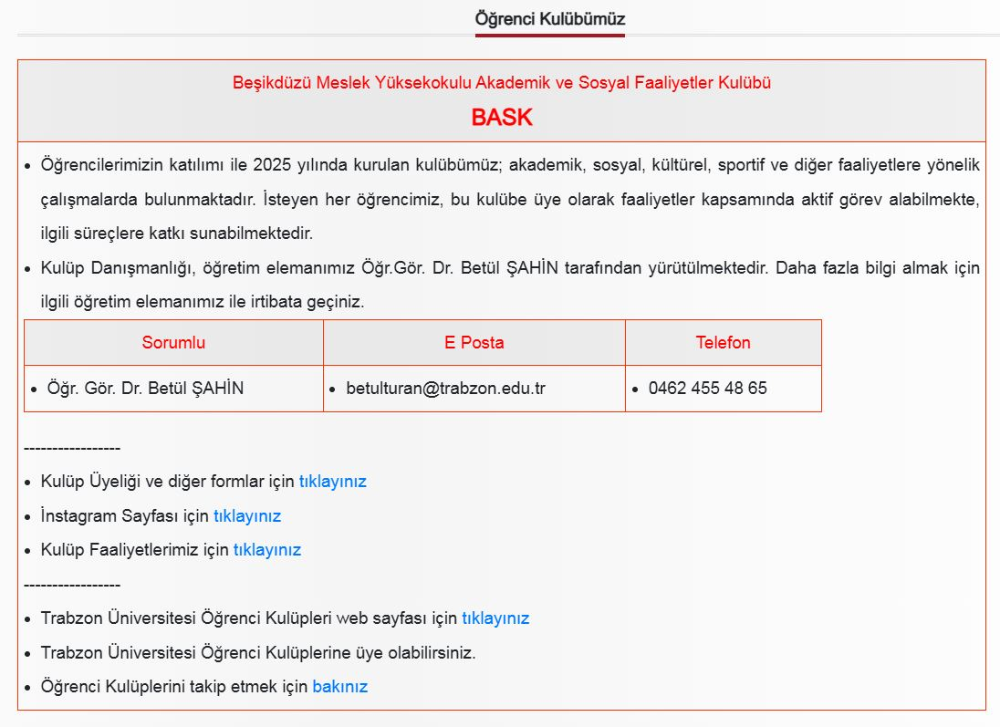 Öğrenci Kulübümüz
Beşikdüzü Meslek Yüksekokulu Akademik ve Sosyal Faaliyetler Kulübü
BASK
• Öğrencilerimizin katılımı ile 2025 yılında kurulan kulübümüz; akademik, sosyal, kültürel, sportif ve diğer faaliyetlere yönelik
çalışmalarda bulunmaktadır. İsteyen her öğrencimiz, bu kulübe üye olarak faaliyetler kapsamında aktif görev alabilmekte,
ilgili süreçlere katkı sunabilmektedir.
• Kulüp Danışmanlığı, öğretim elemanımız Öğr.Gör. Dr. Betül ŞAHİN tarafından yürütülmektedir. Daha fazla bilgi almak için
ilgili öğretim elemanımız ile irtibata geçiniz.
Sorumlu E Posta Telefon
• Öğr. Gör. Dr. Betül ŞAHİN • betulturan@trabzon.edu.tr • 0462 455 48 65
-----------------
• Kulüp Üyeliği ve diğer formlar için tıklayınız
• İnstagram Sayfası için tıklayınız
• Kulüp Faaliyetlerimiz için tıklayınız
-----------------
• Trabzon Üniversitesi Öğrenci Kulüpleri web sayfası için tıklayınız
• Trabzon Üniversitesi Öğrenci Kulüplerine üye olabilirsiniz.
• Öğrenci Kulüplerini takip etmek için bakınız